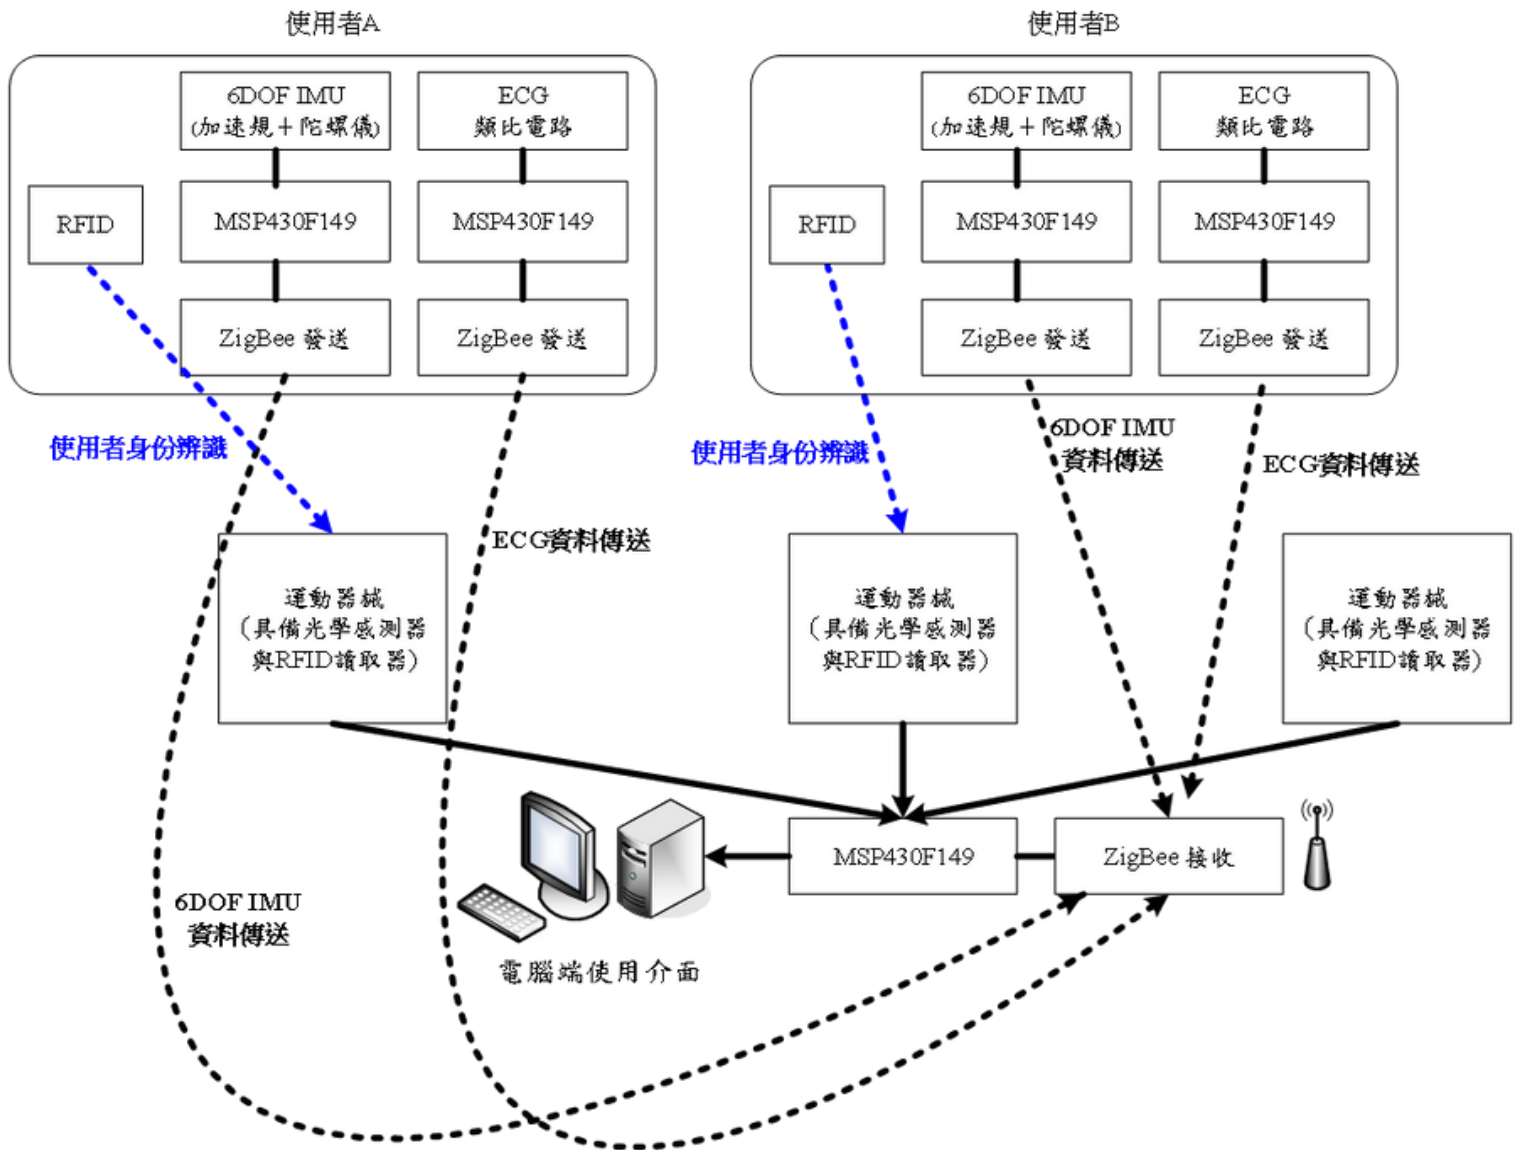 使用者A
使用者B
6DOF IMU
(加速規＋陀螺儀)
ECG
類比電路
RFID
MSP430F149
MSP430F149
ZigBee 發送
ZigBee 發送
6DOF IMU
(加速規＋陀螺儀)
ECG
類比電路
RFID
MSP430F149
MSP430F149
ZigBee 發送
ZigBee 發送
使用者身份辨識
ECG資料傳送
使用者身份辨識
6DOF IMU
資料傳送
ECG資料傳送
運動器械
(具備光學感測器
與RFID讀取器)
運動器械
(具備光學感測器
與RFID讀取器)
運動器械
(具備光學感測器
與RFID讀取器)
MSP430F149
ZigBee 接收
6DOF IMU
資料傳送
電腦端使用介面